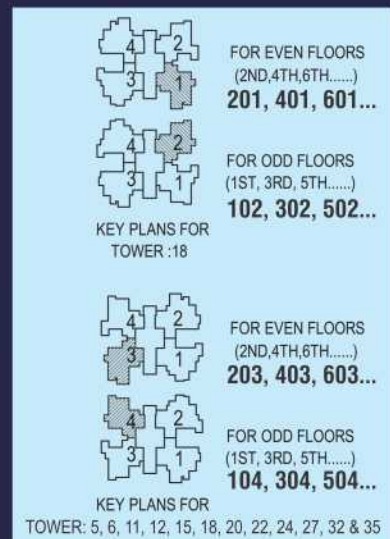 4 2
3 1
FOR EVEN FLOORS
(2ND,4TH,6TH......)
201, 401, 601...
4 2
3 1
FOR ODD FLOORS
(1ST, 3RD, 5TH......)
102, 302, 502...
KEY PLANS FOR
TOWER :18
4 2
3 1
FOR EVEN FLOORS
(2ND,4TH,6TH......)
203, 403, 603...
4 2
3 1
FOR ODD FLOORS
(1ST, 3RD, 5TH......)
104, 304, 504...
KEY PLANS FOR
TOWER: 5, 6, 11, 12, 15, 18, 20, 22, 24, 27, 32 & 35